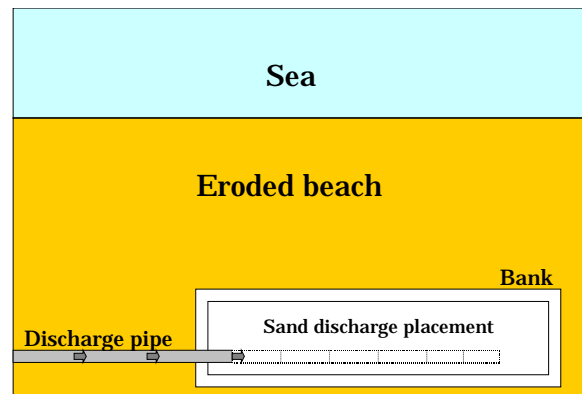 Sea
Eroded beach
Bank
Sand discharge placement
Discharge pipe